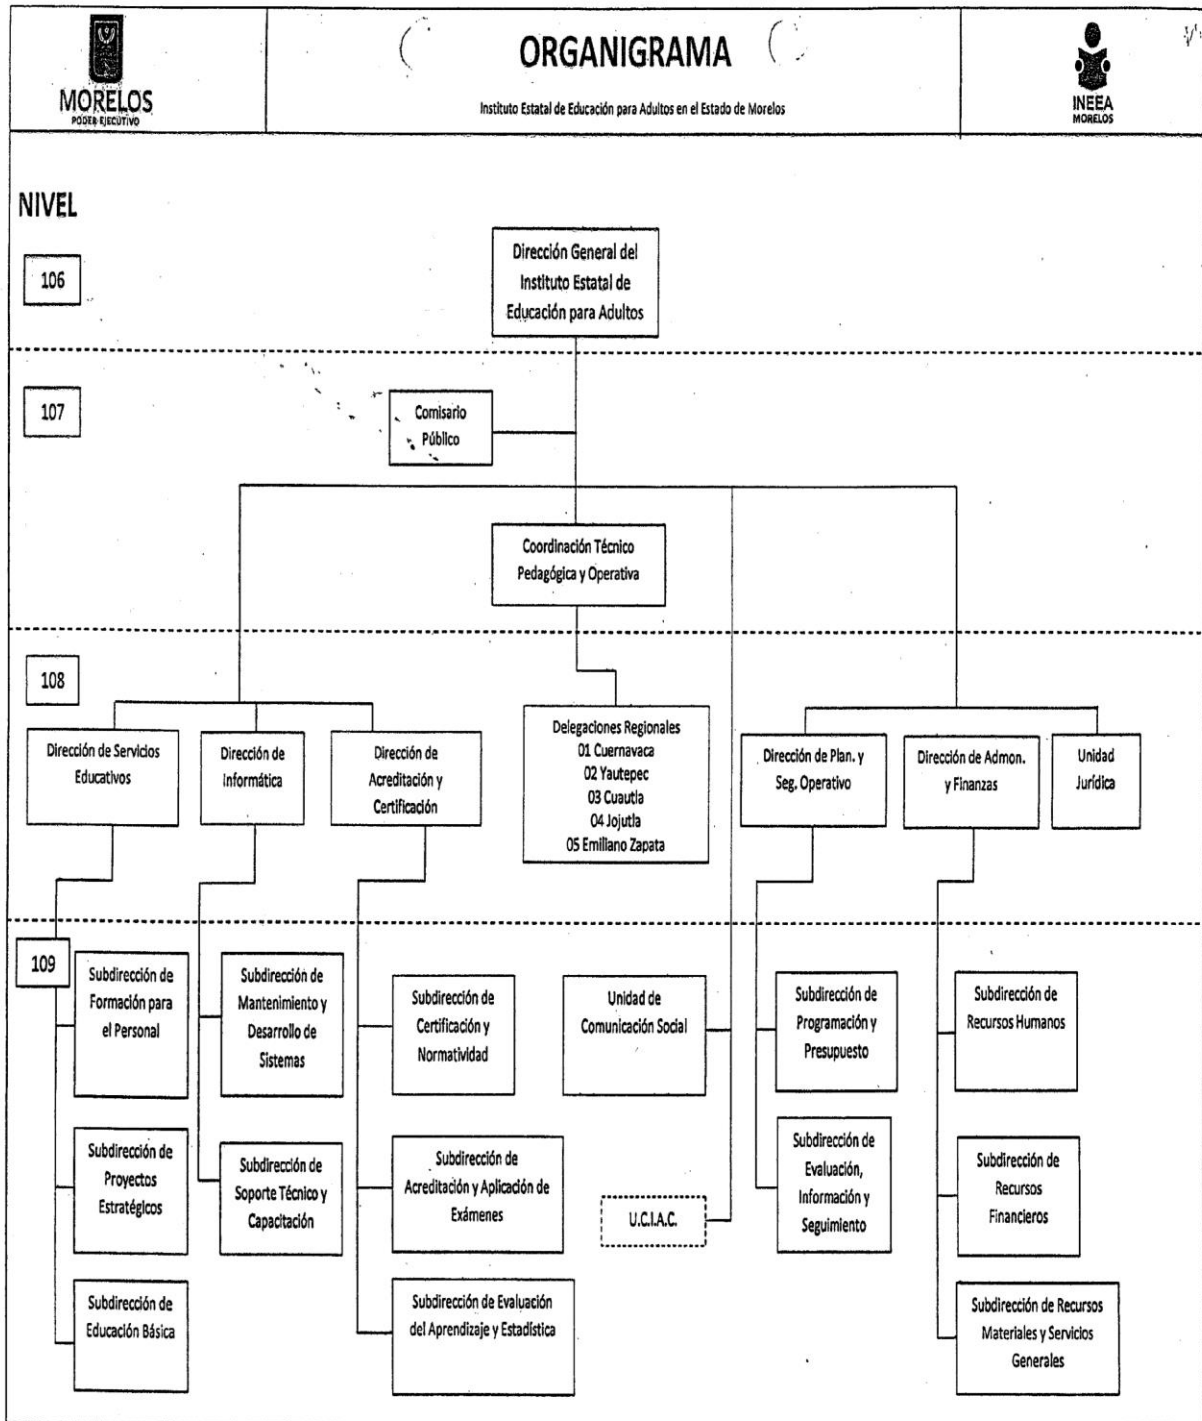 MORELOS
PODER EJECUTIVO
ORGANIGRAMA
Instituto Estatal de Educación para Adultos en el Estado de Morelos
INEEA
MORELOS
NIVEL
106
Dirección General del
Instituto Estatal de
Educación para Adultos
107
Comisario
Público
Coordinación Técnico
Pedagógica y Operativa
108
Dirección de Servicios
Educativos
Dirección de
Informática
Dirección de
Acreditación y
Certificación
Delegaciones Regionales
01 Cuernavaca
02 Yautepec
03 Cuautla
04 Jojutla
05 Emiliano Zapata
Dirección de Plan. y
Seg. Operativo
Dirección de Admon.
y Finanzas
Unidad
Jurídica
109
Subdirección de
Formación para
el Personal
Subdirección de
Mantenimiento y
Desarrollo de
Sistemas
Subdirección de
Certificación y
Normatividad
Unidad de
Comunicación Social
Subdirección de
Programación y
Presupuesto
Subdirección de
Recursos Humanos
Subdirección de
Proyectos
Estratégicos
Subdirección de
Soporte Técnico y
Capacitación
Subdirección de
Acreditación y Aplicación de
Exámenes
U.C.I.A.C.
Subdirección de
Evaluación,
Información y
Seguimiento
Subdirección de
Recursos
Financieros
Subdirección de
Educación Básica
Subdirección de Evaluación
del Aprendizaje y Estadística
Subdirección de Recursos
Materiales y Servicios
Generales